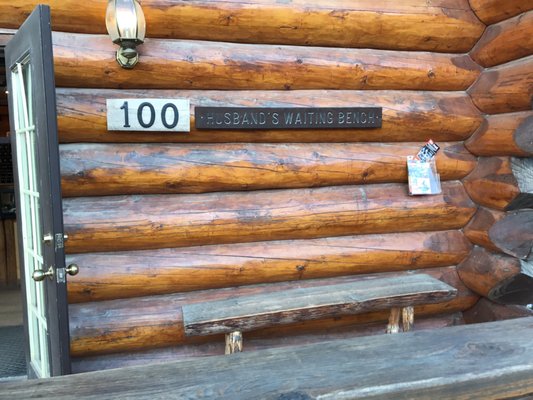 100
· HUSBAND'S WAITING BENCH ·